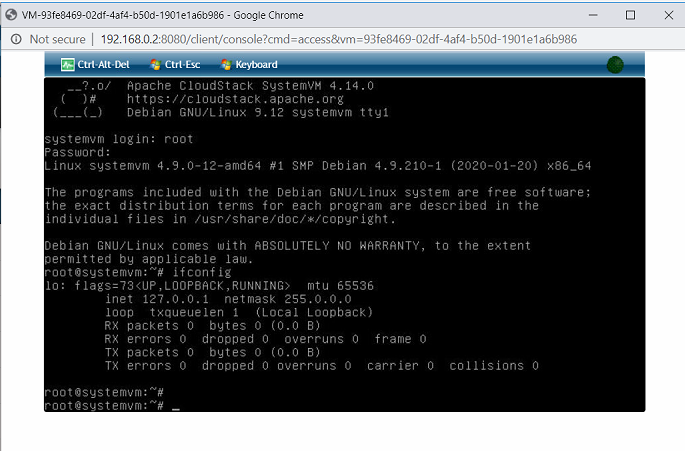 VM-93fe8469-02df-4af4-b50d-1901e1a6b986 - Google Chrome
Not secure | 192.168.0.2:8080/client/console?cmd=access&vm=93fe8469-02df-4af4-b50d-1901e1a6b986
Ctrl-Alt-Del Ctrl-Esc Keyboard
__?.o/ Apache CloudStack SystemVM 4.14.0
( )# https://cloudstack.apache.org
(___(_) Debian GNU/Linux 9.12 systemvm tty1
systemvm login: root
Password:
Linux systemvm 4.9.0-12-amd64 #1 SMP Debian 4.9.210-1 (2020-01-20) x86_64
The programs included with the Debian GNU/Linux system are free software;
the exact distribution terms for each program are described in the
individual files in /usr/share/doc/*/copyright.
Debian GNU/Linux comes with ABSOLUTELY NO WARRANTY, to the extent
permitted by applicable law.
root@systemvm:~# ifconfig
lo: flags=73<UP,LOOPBACK,RUNNING> mtu 65536
inet 127.0.0.1 netmask 255.0.0.0
loop txqueuelen 1 (Local Loopback)
RX packets 0 bytes 0 (0.0 B)
RX errors 0 dropped 0 overruns 0 frame 0
TX packets 0 bytes 0 (0.0 B)
TX errors 0 dropped 0 overruns 0 carrier 0 collisions 0
root@systemvm:~#
root@systemvm:~# _